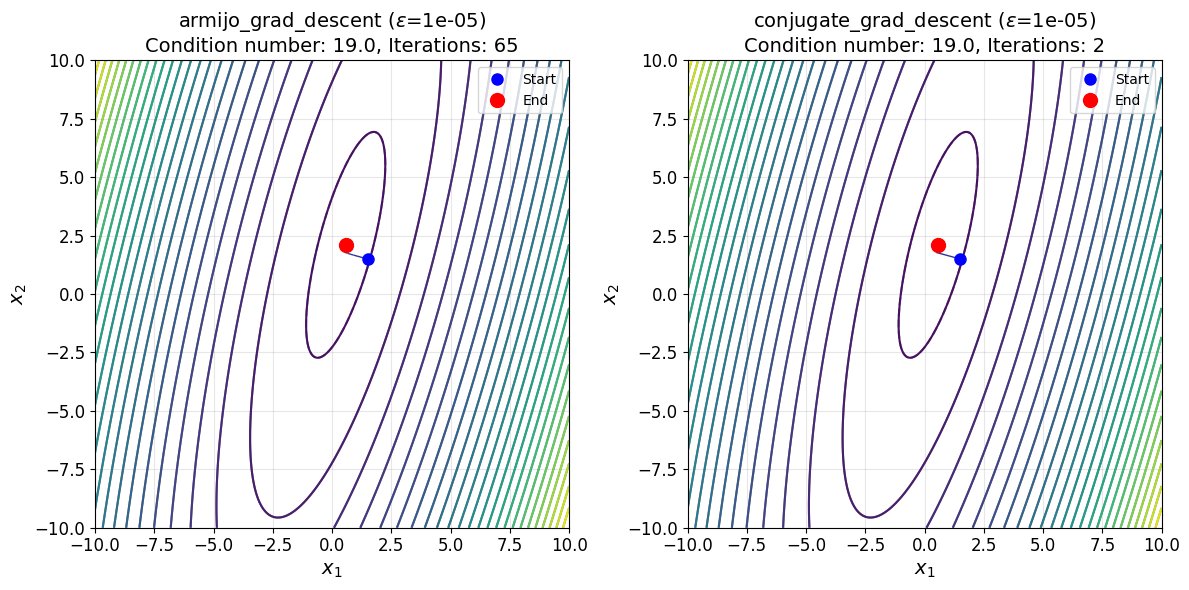 armijo_grad_descent (ε=1e-05)
Condition number: 19.0, Iterations: 65
Start
End
10.0
7.5
5.0
2.5
0.0
−2.5
−5.0
−7.5
−10.0
x₂
−10.0 −7.5 −5.0 −2.5 0.0 2.5 5.0 7.5 10.0
x₁
conjugate_grad_descent (ε=1e-05)
Condition number: 19.0, Iterations: 2
Start
End
10.0
7.5
5.0
2.5
0.0
−2.5
−5.0
−7.5
−10.0
x₂
−10.0 −7.5 −5.0 −2.5 0.0 2.5 5.0 7.5 10.0
x₁